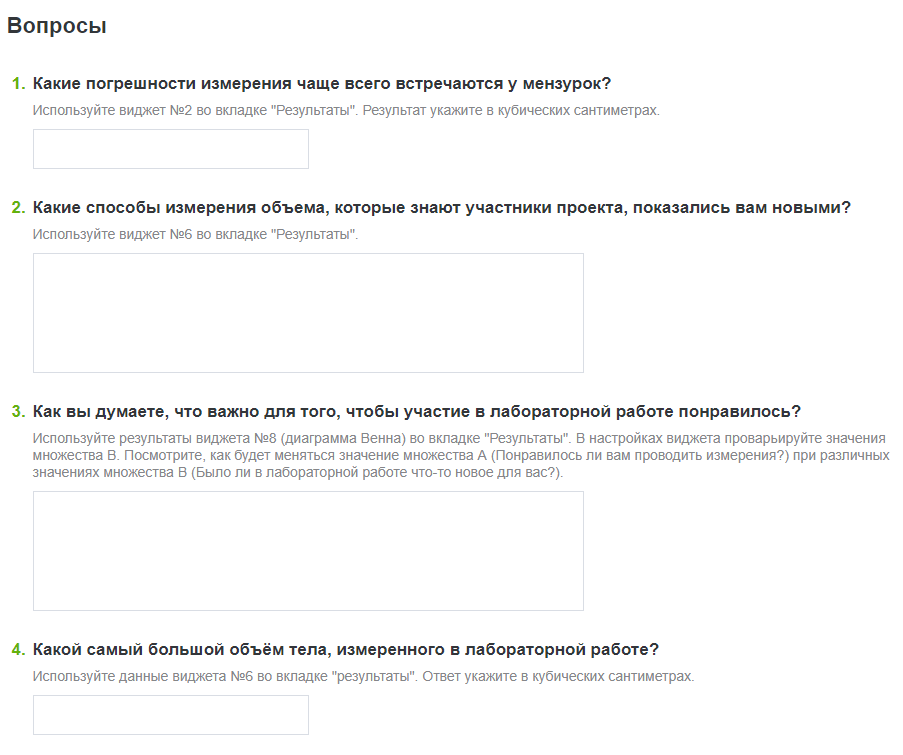 Вопросы
1. Какие погрешности измерения чаще всего встречаются у мензурок?
Используйте виджет №2 во вкладке "Результаты". Результат укажите в кубических сантиметрах.
2. Какие способы измерения объема, которые знают участники проекта, показались вам новыми?
Используйте виджет №6 во вкладке "Результаты".
3. Как вы думаете, что важно для того, чтобы участие в лабораторной работе понравилось?
Используйте результаты виджета №8 (диаграмма Венна) во вкладке "Результаты". В настройках виджета проварьируйте значения
множества B. Посмотрите, как будет меняться значение множества A (Понравилось ли вам проводить измерения?) при различных
значениях множества B (Было ли в лабораторной работе что-то новое для вас?).
4. Какой самый большой объём тела, измеренного в лабораторной работе?
Используйте данные виджета №6 во вкладке "результаты". Ответ укажите в кубических сантиметрах.